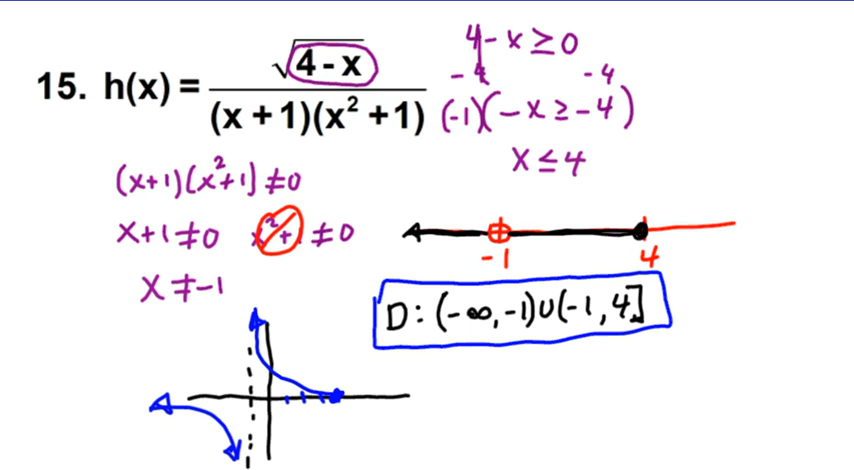 15. h(x) = √(4 - x) / (x + 1)(x² + 1)
4 - x ≥ 0
- 4 - 4
(-1)(-x ≥ -4)
x ≤ 4
(x+1)(x²+1) ≠ 0
x+1 ≠ 0 x²+1 ≠ 0
x ≠ -1
-1 4
D: (-∞, -1) ∪ (-1, 4]